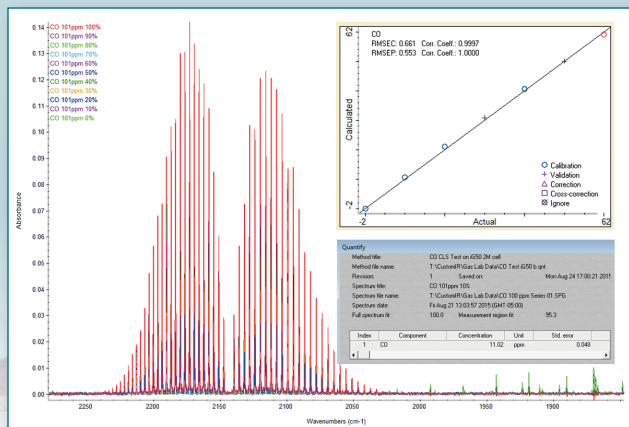 0.14
0.13
0.12
0.11
0.10
0.09
0.08
0.07
0.06
0.05
0.04
0.03
0.02
0.01
0.00
Absorbance
CO 101ppm 100%
CO 101ppm 90%
CO 101ppm 80%
CO 101ppm 70%
CO 101ppm 60%
CO 101ppm 50%
CO 101ppm 40%
CO 101ppm 30%
CO 101ppm 20%
CO 101ppm 10%
CO 101ppm 0%
2250
2200
2150
2100
2050
2000
1950
1900
Wavenumbers (cm-1)
62
CO
RMSEC: 0.661 Corr. Coeff.: 0.9997
RMSEP: 0.553 Corr. Coeff.: 1.0000
Calculated
Calibration
Validation
Correction
Cross-correction
Ignore
-2
-2
Actual
62
Quantify
Method title: CO CLS Test on iG50 2M cell
Method file name: T:\CustomIR\Gas Lab Data\CO Test iG50 b.qnt
Revision: 1 Saved on: Mon Aug 24 17:00:21 2015
Spectrum title: CO 101ppm 10%
Spectrum file name: T:\CustomIR\Gas Lab Data\CO 100 ppm Series 01.SPG
Spectrum date: Fri Aug 21 13:03:57 2015 (GMT-05:00)
Full spectrum fit: 100.0 Measurement region fit: 95.3
Index Component Concentration Unit Std. error
1 CO 11.02 ppm 0.048